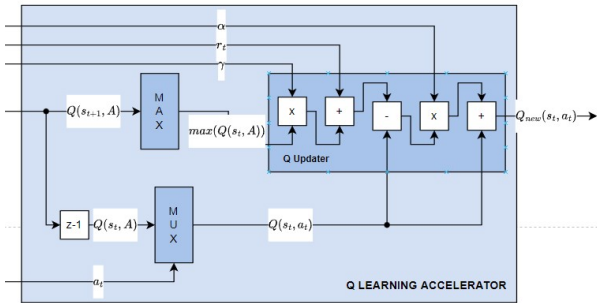 α
r_t
γ
Q(s_{t+1}, A)
M
A
X
max(Q(s_t, A))
x
+
-
x
+
Q_{new}(s_t, a_t)
Q Updater
z-1
Q(s_t, A)
M
U
X
Q(s_t, a_t)
a_t
Q LEARNING ACCELERATOR